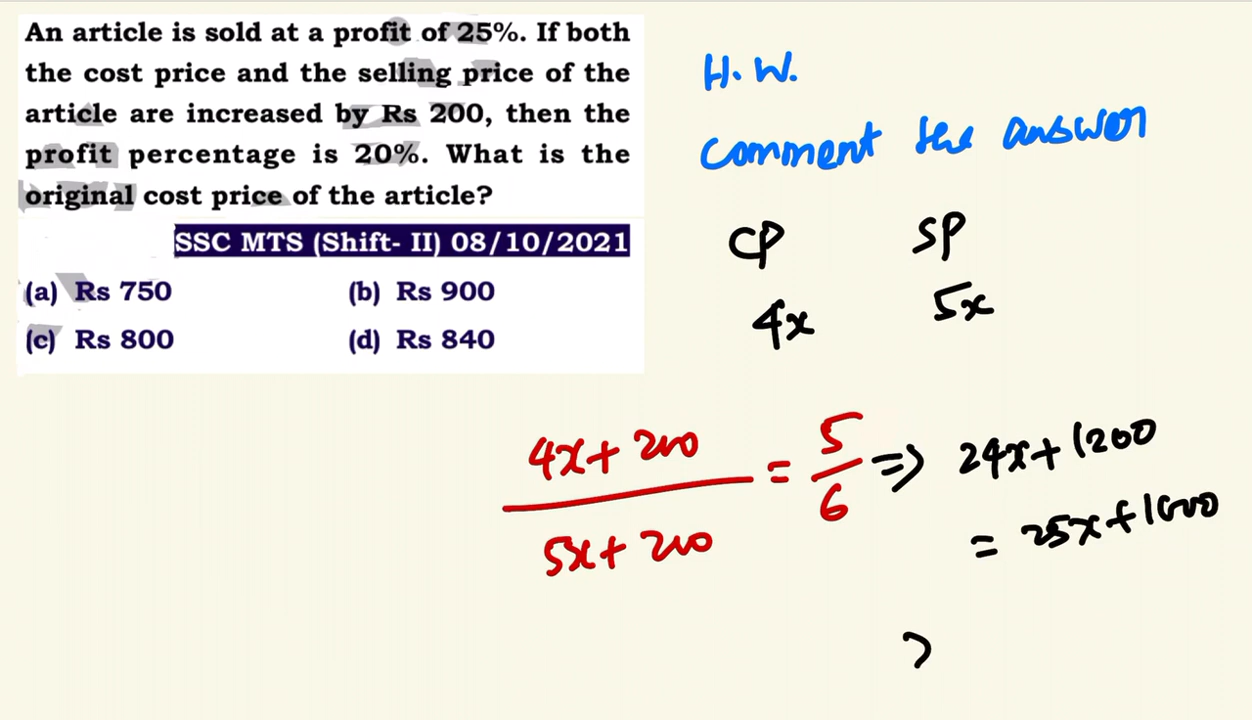 An article is sold at a profit of 25%. If both
the cost price and the selling price of the
article are increased by Rs 200, then the
profit percentage is 20%. What is the
original cost price of the article?
SSC MTS (Shift- II) 08/10/2021
(a) Rs 750 (b) Rs 900
(c) Rs 800 (d) Rs 840
H.W.
comment the answer
CP SP
4x 5x
4x+200 / 5x+200 = 5/6 => 24x+1200
= 25x+1000